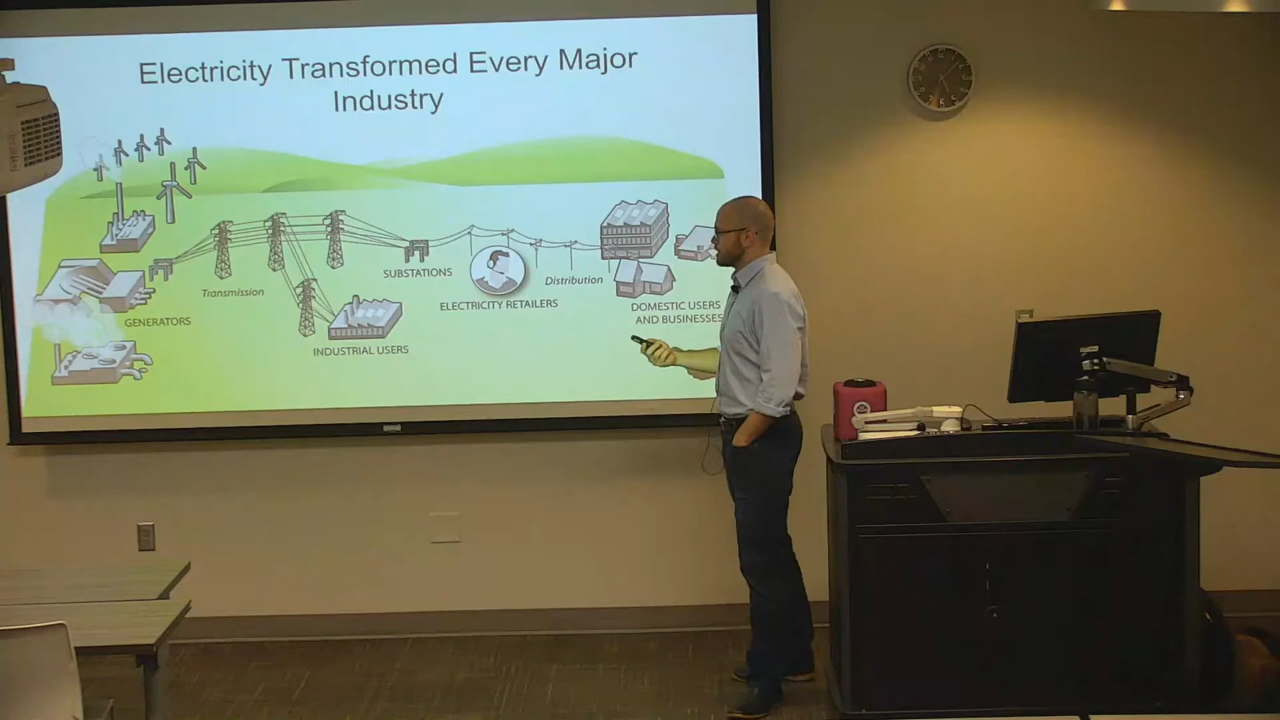 Electricity Transformed Every Major
Industry
SUBSTATIONS
Transmission
Distribution
ELECTRICITY RETAILERS
GENERATORS
DOMESTIC USERS
AND BUSINESSES
INDUSTRIAL USERS